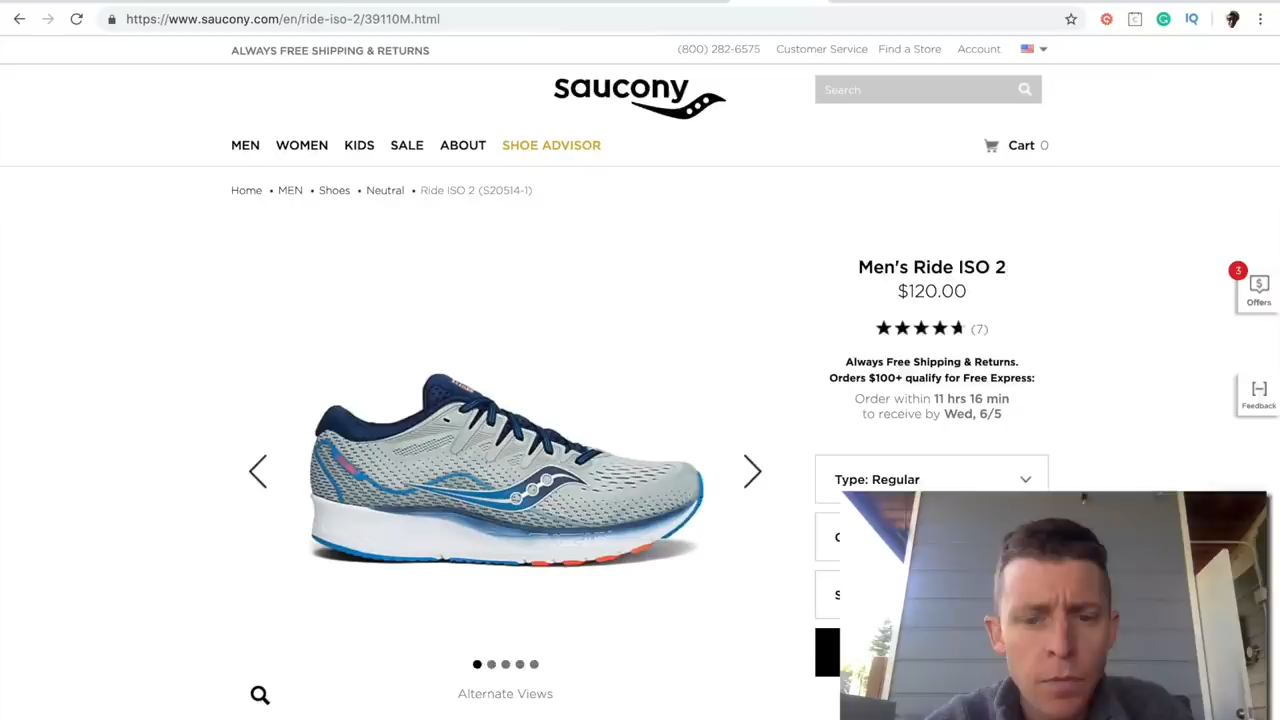 https://www.saucony.com/en/ride-iso-2/39110M.html
ALWAYS FREE SHIPPING & RETURNS
(800) 282-6575 Customer Service Find a Store Account
saucony
Search
MEN WOMEN KIDS SALE ABOUT SHOE ADVISOR
Cart 0
Home • MEN • Shoes • Neutral • Ride ISO 2 (S20514-1)
Men's Ride ISO 2
$120.00
(7)
3
$
Offers
Always Free Shipping & Returns.
Orders $100+ qualify for Free Express:
Order within 11 hrs 16 min
to receive by Wed, 6/5
[-]
Feedback
Type: Regular
Alternate Views